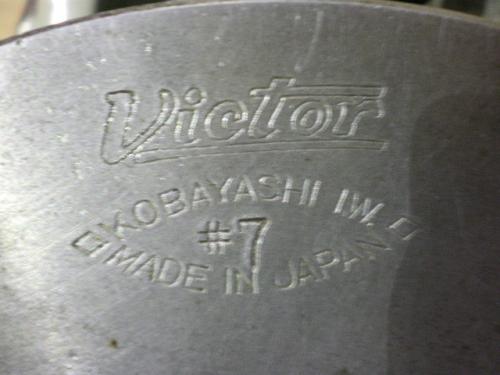 Victor
KOBAYASHI IW.
#7
MADE IN JAPAN